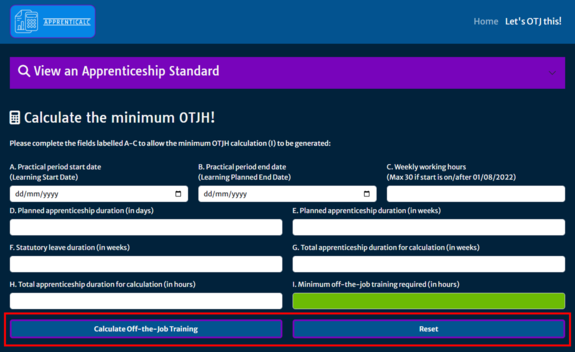 APPRENTICALC
Home Let's OTJ this!
View an Apprenticeship Standard
Calculate the minimum OTJH!
Please complete the fields labelled A-C to allow the minimum OTJH calculation (I) to be generated:
A. Practical period start date
(Learning Start Date)
dd/mm/yyyy
B. Practical period end date
(Learning Planned End Date)
dd/mm/yyyy
C. Weekly working hours
(Max 30 if start is on/after 01/08/2022)
D. Planned apprenticeship duration (in days)
E. Planned apprenticeship duration (in weeks)
F. Statutory leave duration (in weeks)
G. Total apprenticeship duration for calculation (in weeks)
H. Total apprenticeship duration for calculation (in hours)
I. Minimum off-the-job training required (in hours)
Calculate Off-the-Job Training
Reset